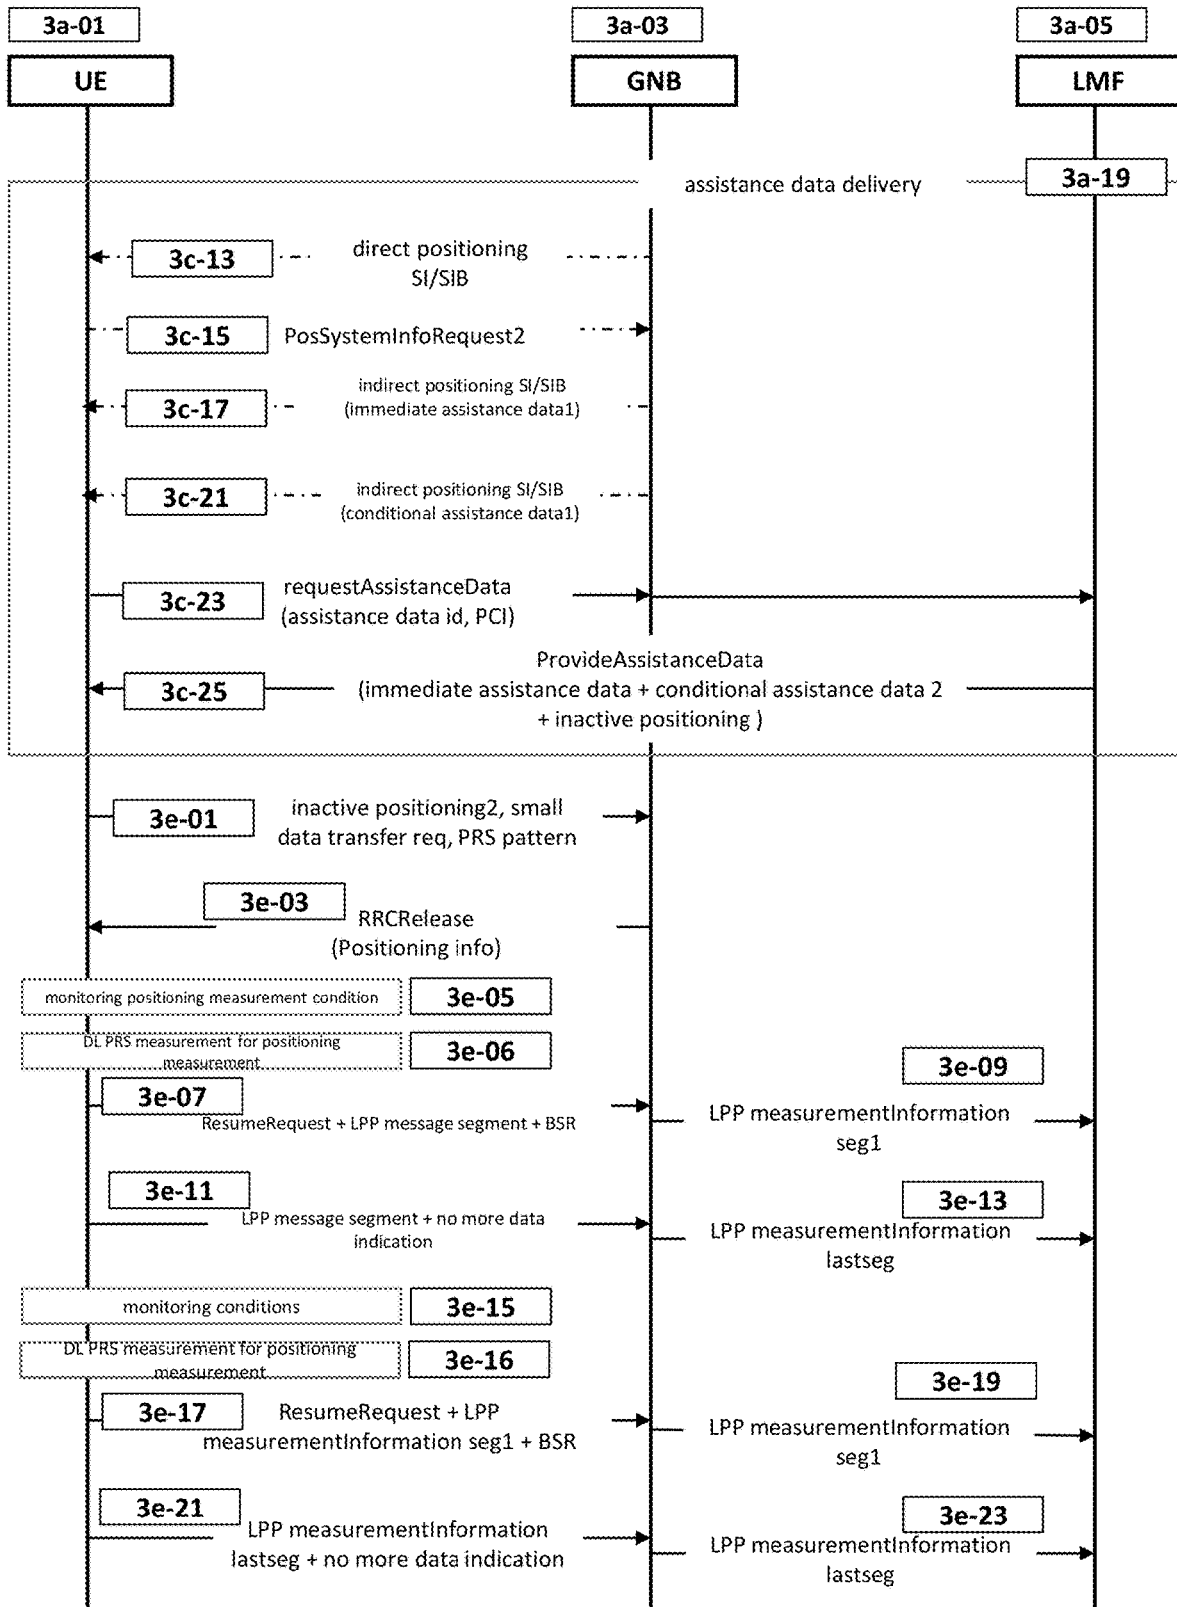 3a-01
3a-03
3a-05
UE
GNB
LMF
assistance data delivery
3a-19
3c-13
direct positioning
SI/SIB
3c-15
PosSystemInfoRequest2
3c-17
indirect positioning SI/SIB
(immediate assistance data1)
3c-21
indirect positioning SI/SIB
(conditional assistance data1)
3c-23
requestAssistanceData
(assistance data id, PCI)
3c-25
ProvideAssistanceData
(immediate assistance data + conditional assistance data 2
+ inactive positioning )
3e-01
inactive positioning2, small
data transfer req, PRS pattern
3e-03
RRCRelease
(Positioning info)
monitoring positioning measurement condition
3e-05
DL PRS measurement for positioning
measurement
3e-06
3e-07
ResumeRequest + LPP message segment + BSR
3e-09
LPP measurementInformation
seg1
3e-11
LPP message segment + no more data
indication
3e-13
LPP measurementInformation
lastseg
monitoring conditions
3e-15
DL PRS measurement for positioning
measurement
3e-16
3e-17
ResumeRequest + LPP
measurementInformation seg1 + BSR
3e-19
LPP measurementInformation
seg1
3e-21
LPP measurementInformation
lastseg + no more data indication
3e-23
LPP measurementInformation
lastseg